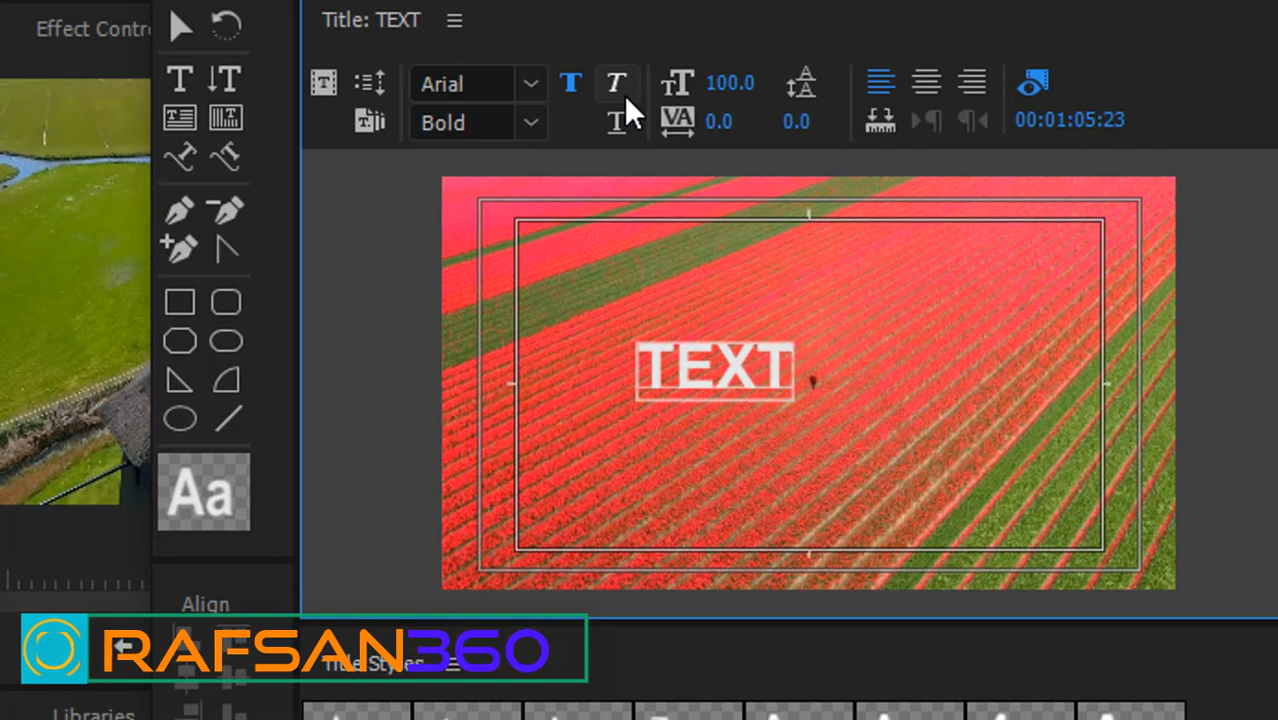 Effect Contro
Title: TEXT
Arial
100.0
Bold
0.0
0.0
00:01:05:23
TEXT
Aa
Align
RAFSAN360
Title Styles
Libraries